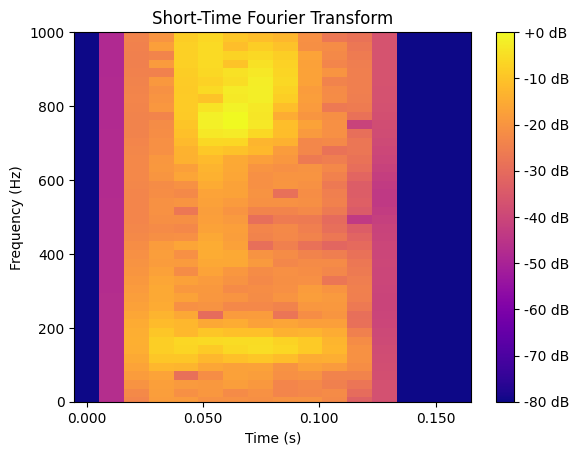 Short-Time Fourier Transform
1000
800
600
400
200
0
Frequency (Hz)
0.000
0.050
0.100
0.150
Time (s)
+0 dB
-10 dB
-20 dB
-30 dB
-40 dB
-50 dB
-60 dB
-70 dB
-80 dB